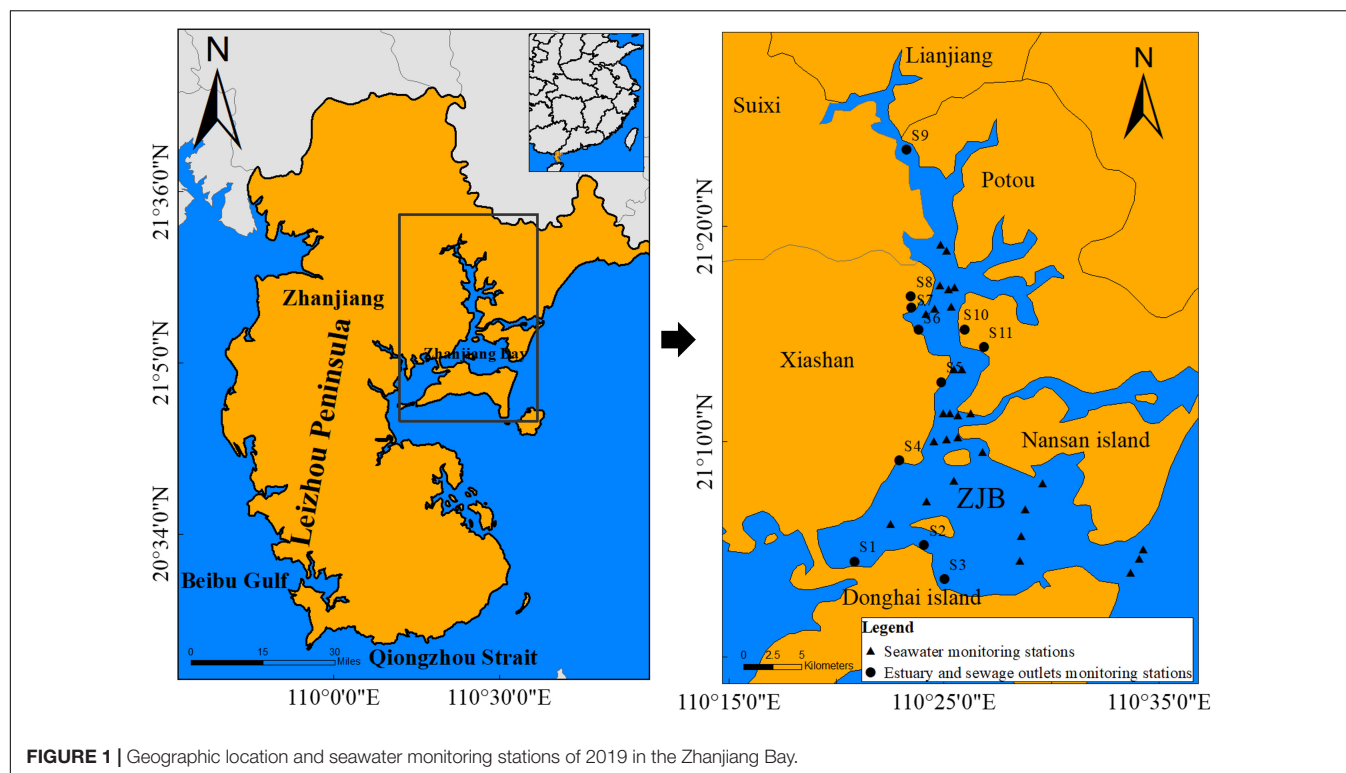 N
21°36'0"N
21°5'0"N
20°34'0"N
Zhanjiang
Zhanjiang Bay
Leizhou Peninsula
Beibu Gulf
Qiongzhou Strait
0 15 30
Miles
110°0'0"E 110°30'0"E
N
Lianjiang
Suixi
S9
Potou
21°20'0"N
S8
S7
S6
S10
S11
Xiashan
S5
21°10'0"N
S4
Nansan island
ZJB
S2
S1
S3
Donghai island
Legend
Seawater monitoring stations
Estuary and sewage outlets monitoring stations
0 2.5 5
Kilometers
110°15'0"E 110°25'0"E 110°35'0"E
FIGURE 1 | Geographic location and seawater monitoring stations of 2019 in the Zhanjiang Bay.